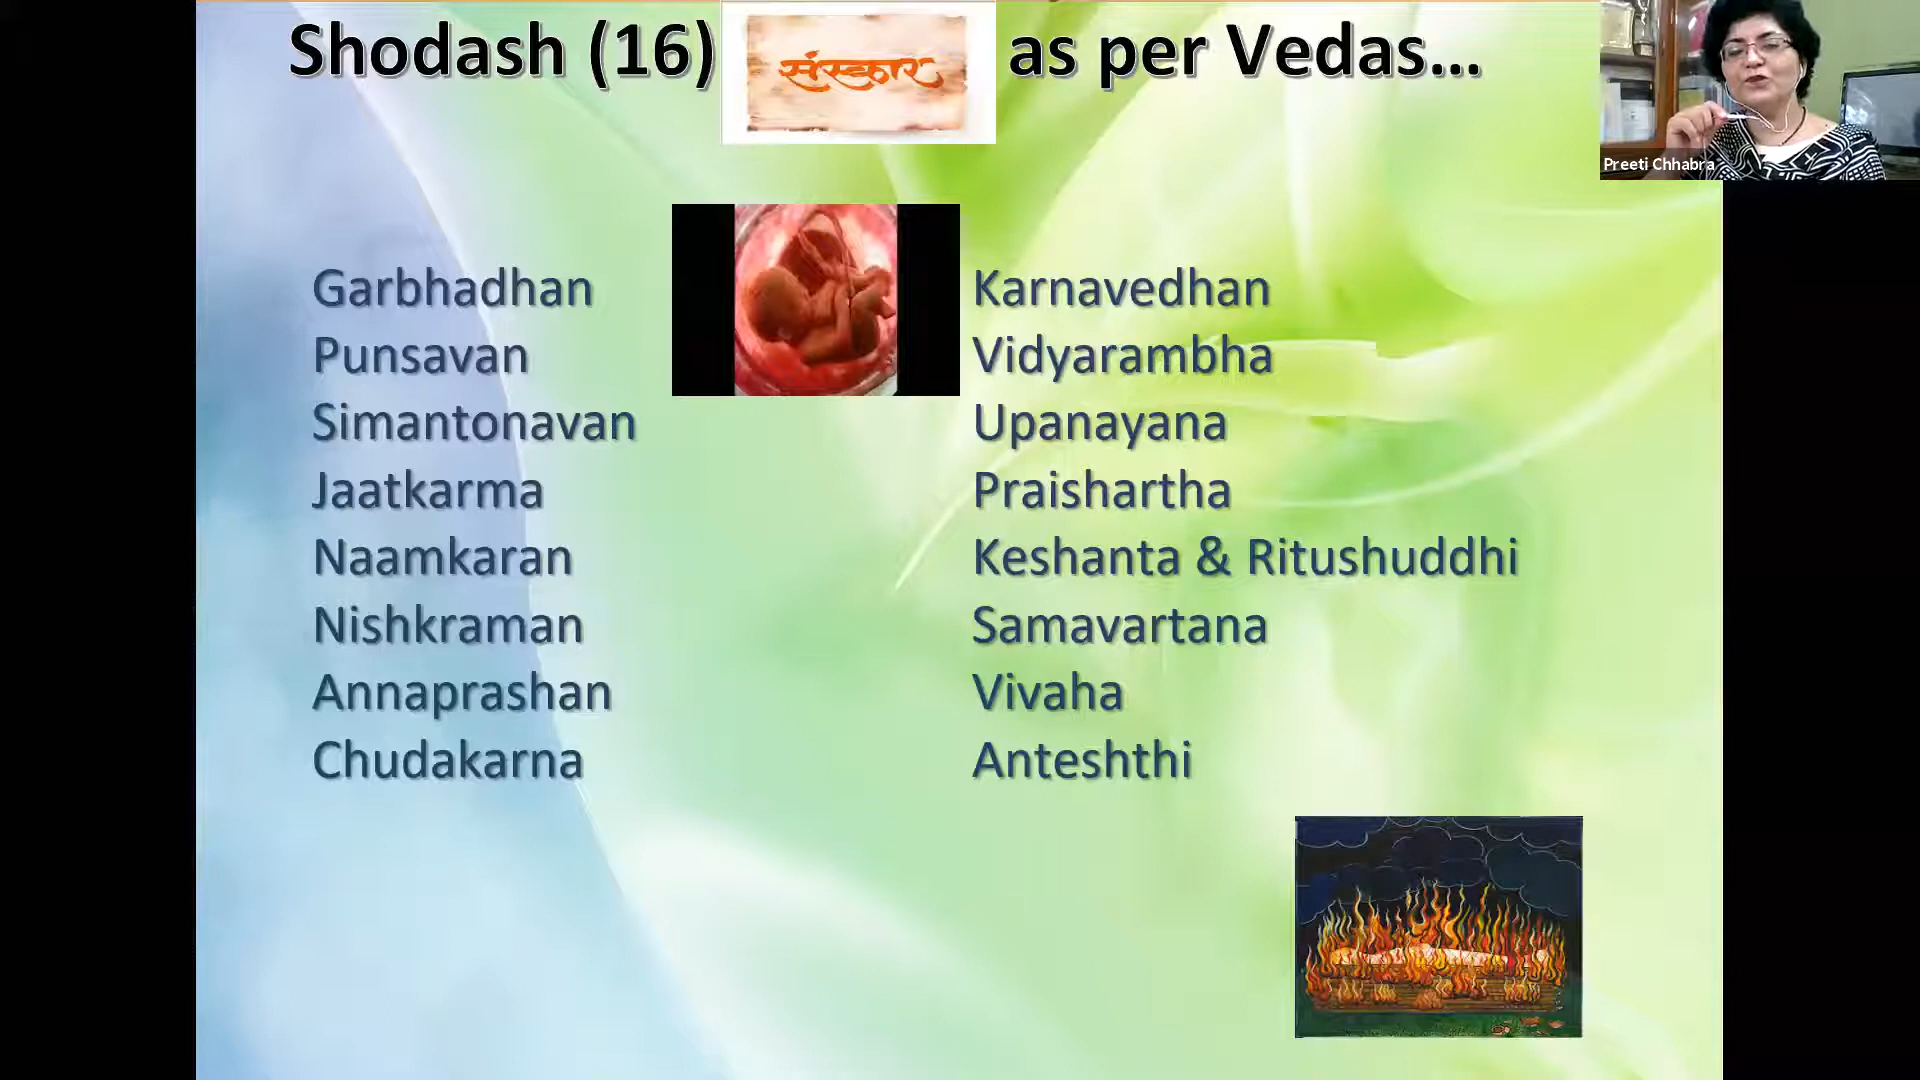 Shodash (16) संस्कार as per Vedas...
Preeti Chhabra
Garbhadhan
Punsavan
Simantonavan
Jaatkarma
Naamkaran
Nishkraman
Annaprashan
Chudakarna
Karnavedhan
Vidyarambha
Upanayana
Praishartha
Keshanta & Ritushuddhi
Samavartana
Vivaha
Anteshthi